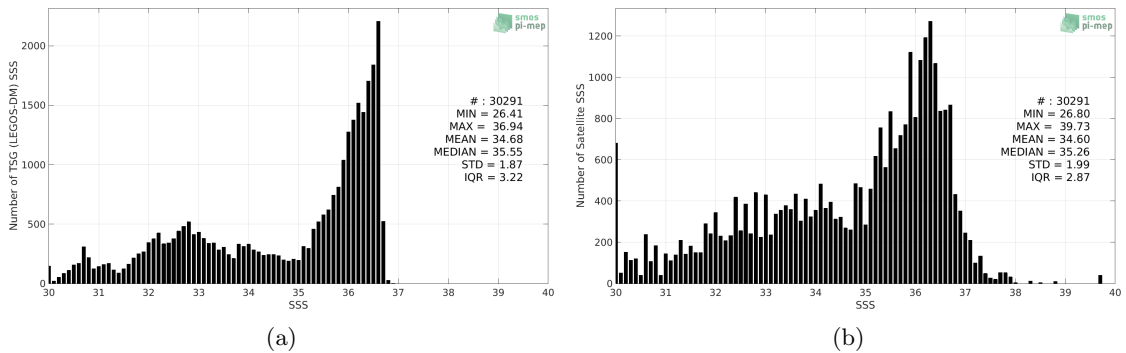 smos
pi-mep
2000
1500
1000
500
0
Number of TSG (LEGOS-DM) SSS
# : 30291
MIN = 26.41
MAX = 36.94
MEAN = 34.68
MEDIAN = 35.55
STD = 1.87
IQR = 3.22
30 31 32 33 34 35 36 37 38 39 40
SSS
(a)
smos
pi-mep
1200
1000
800
600
400
200
0
Number of Satellite SSS
# : 30291
MIN = 26.80
MAX = 39.73
MEAN = 34.60
MEDIAN = 35.26
STD = 1.99
IQR = 2.87
30 31 32 33 34 35 36 37 38 39 40
SSS
(b)